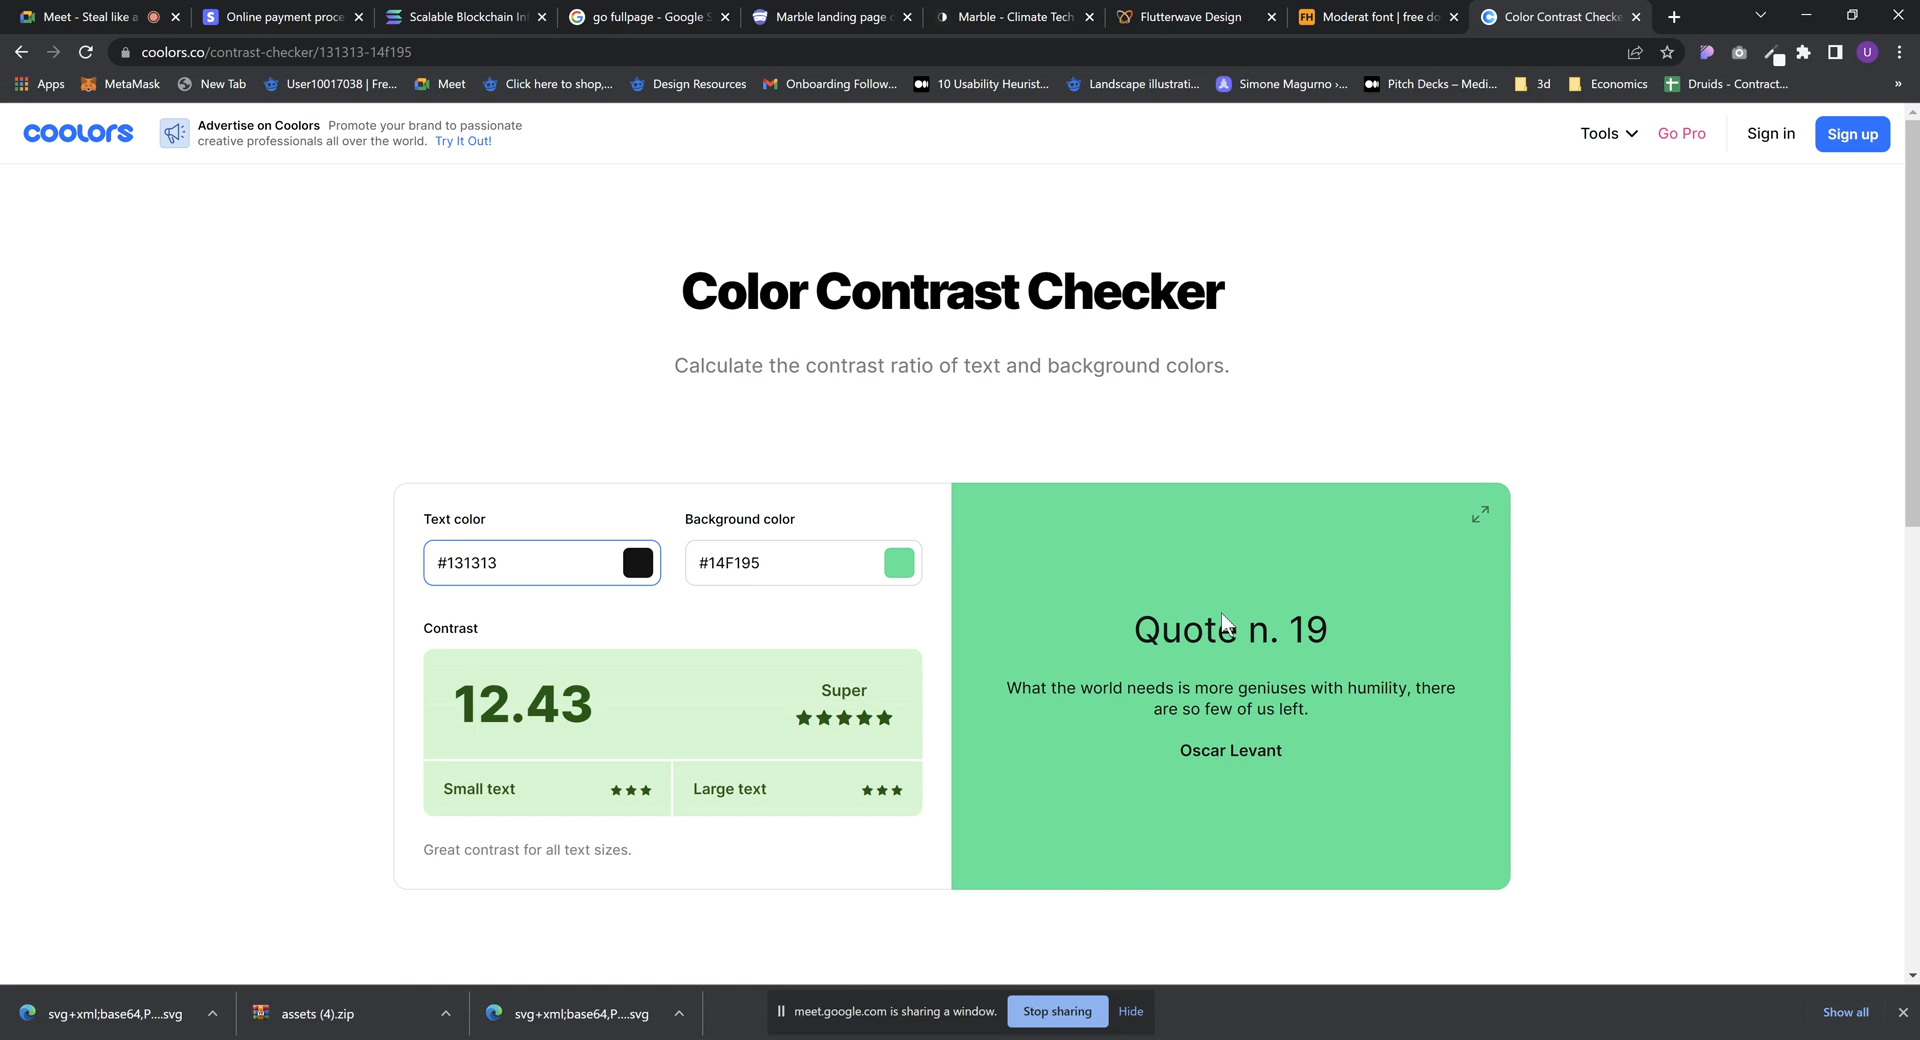 Meet - Steal like a
Online payment proce
Scalable Blockchain In
go fullpage - Google S
Marble landing page c
Marble - Climate Tech
Flutterwave Design
FH
Moderat font | free do
Color Contrast Checke
coolors.co/contrast-checker/131313-14f195
U
Apps
MetaMask
New Tab
User10017038 | Fre...
Meet
Click here to shop,...
Design Resources
Onboarding Follow...
10 Usability Heurist...
Landscape illustrati...
Simone Magurno ›...
Pitch Decks – Medi...
3d
Economics
Druids - Contract...
»
coolors
Advertise on Coolors Promote your brand to passionate
creative professionals all over the world. Try It Out!
Tools
Go Pro
Sign in
Sign up
Color Contrast Checker
Calculate the contrast ratio of text and background colors.
Text color
Background color
#131313
#14F195
Contrast
12.43
Super
Small text
Large text
Great contrast for all text sizes.
Quote n. 19
What the world needs is more geniuses with humility, there
are so few of us left.
Oscar Levant
svg+xml;base64,P....svg
assets (4).zip
svg+xml;base64,P....svg
meet.google.com is sharing a window.
Stop sharing
Hide
Show all